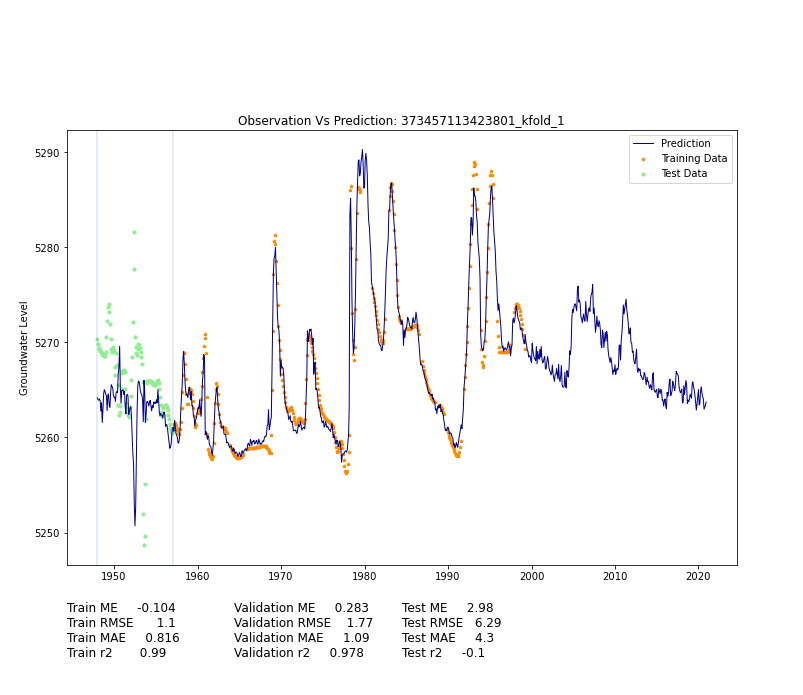 Observation Vs Prediction: 373457113423801_kfold_1
Prediction
Training Data
Test Data
5290
5280
5270
5260
5250
Groundwater Level
1950 1960 1970 1980 1990 2000 2010 2020
Train ME -0.104 Validation ME 0.283 Test ME 2.98
Train RMSE 1.1 Validation RMSE 1.77 Test RMSE 6.29
Train MAE 0.816 Validation MAE 1.09 Test MAE 4.3
Train r2 0.99 Validation r2 0.978 Test r2 -0.1